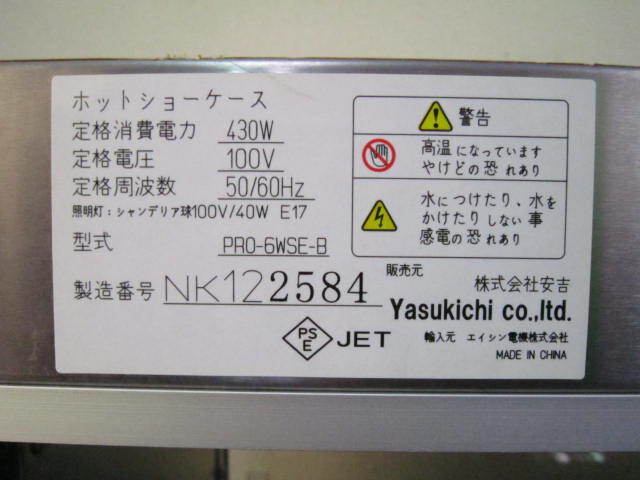 ホットショーケース
定格消費電力 430W
定格電圧 100V
定格周波数 50/60Hz
照明灯：シャンデリア球100V/40W E17
型式 PRO-6WSE-B
製造番号 NK122584
PSE JET
警告
高温になっています
やけどの恐れあり
水につけたり、水を
かけたりしない事
感電の恐れあり
販売元 株式会社安吉
Yasukichi co.,ltd.
輸入元 エイシン電機株式会社
MADE IN CHINA